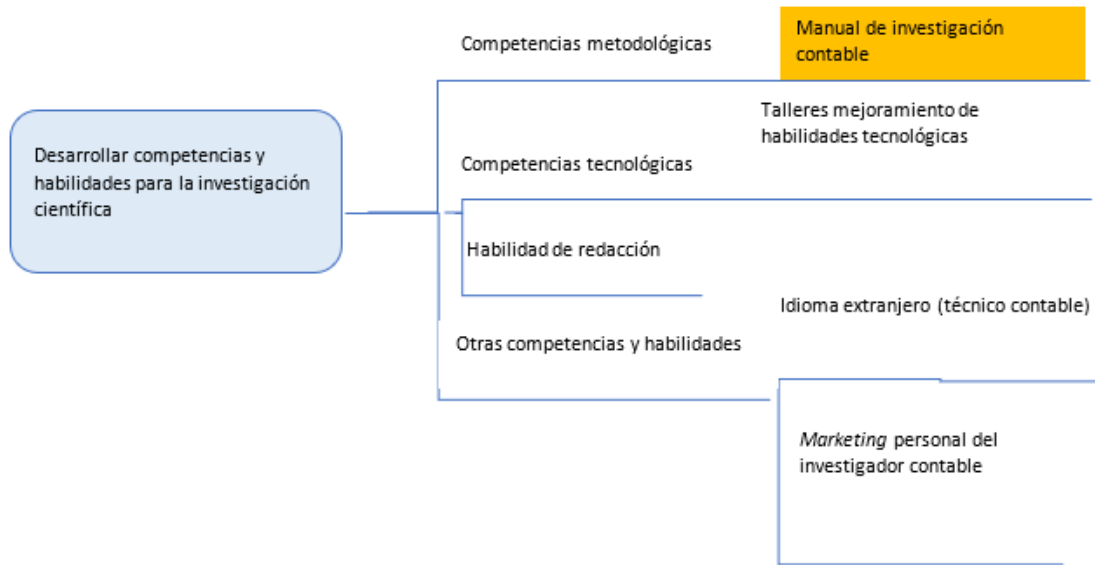 Desarrollar competencias y
habilidades para la investigación
científica
Competencias metodológicas
Manual de investigación
contable
Competencias tecnológicas
Talleres mejoramiento de
habilidades tecnológicas
Habilidad de redacción
Otras competencias y habilidades
Idioma extranjero (técnico contable)
Marketing personal del
investigador contable